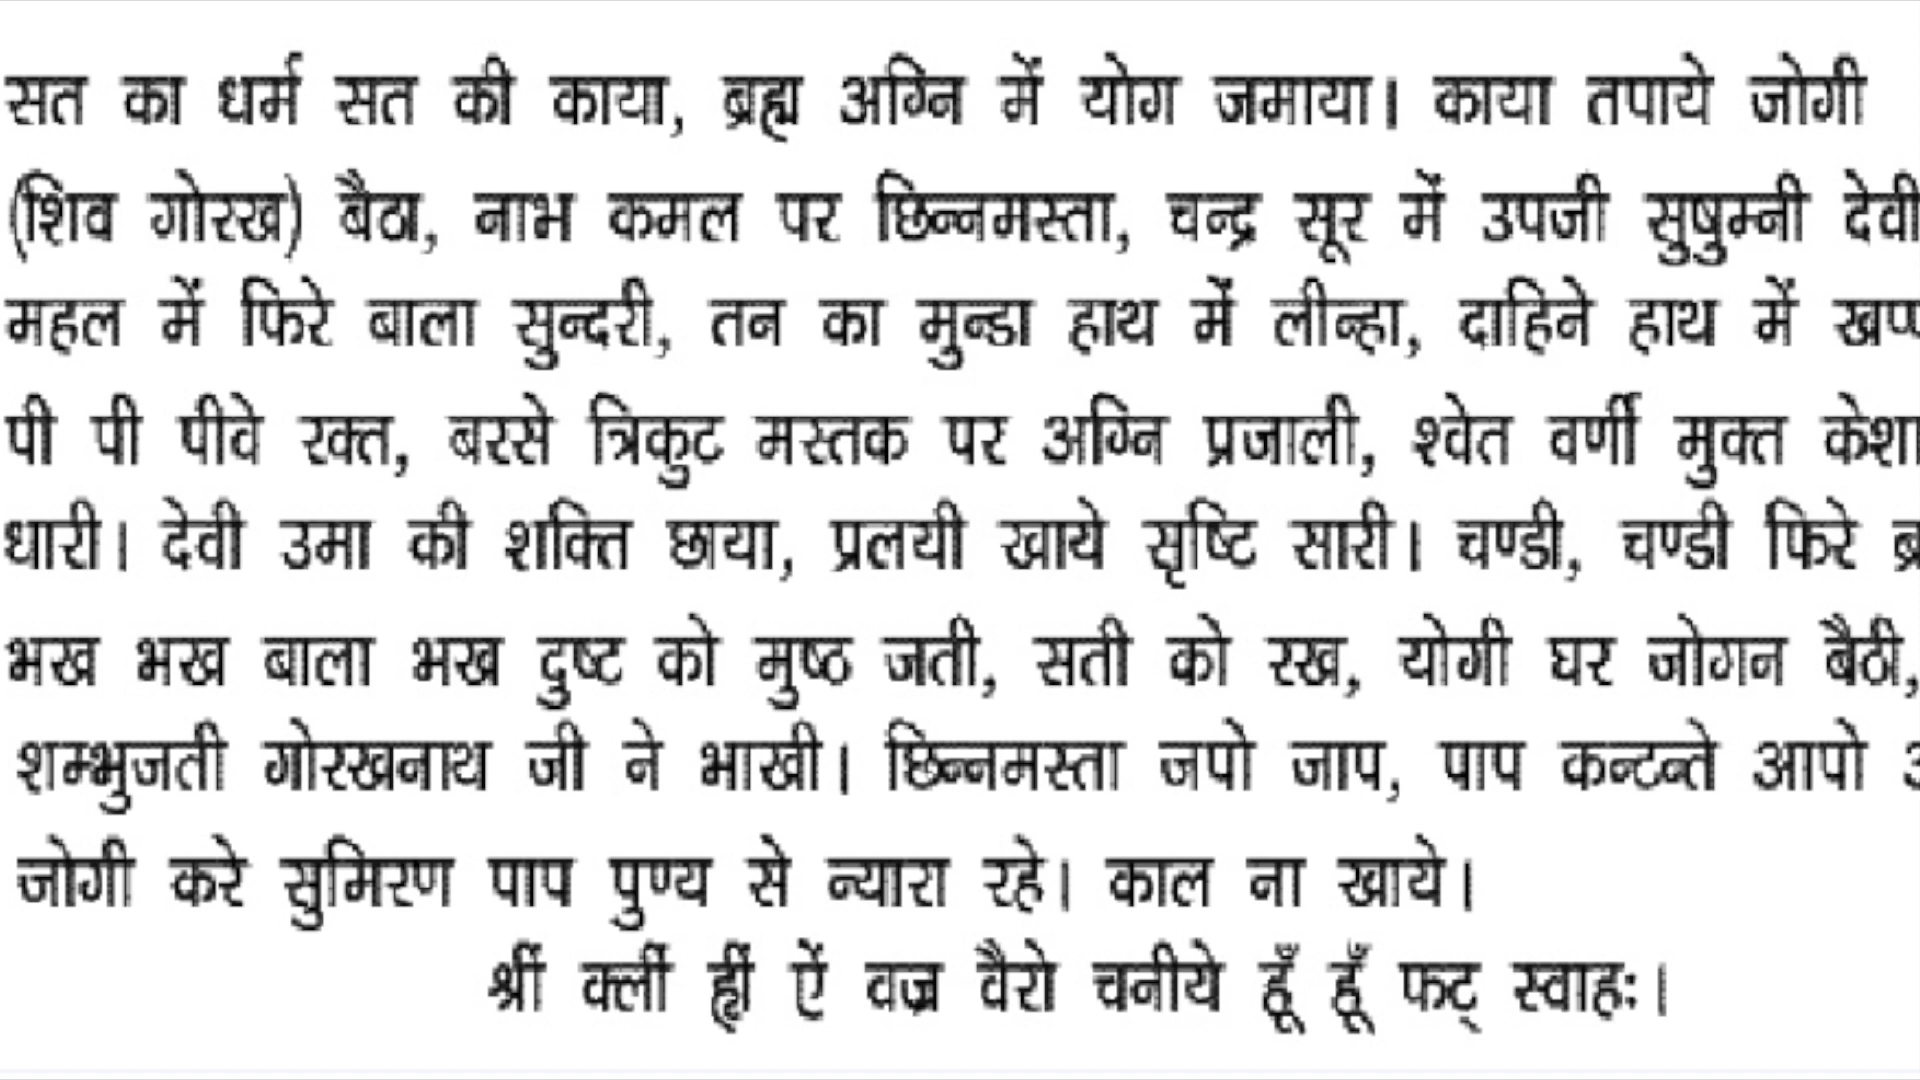 सत का धर्म सत की काया, ब्रह्म अग्नि में योग जमाया। काया तपाये जोगी
(शिव गोरख) बैठा, नाभ कमल पर छिन्नमस्ता, चन्द्र सूर में उपजी सुषुम्नी देवी
महल में फिरे बाला सुन्दरी, तन का मुन्डा हाथ में लीन्हा, दाहिने हाथ में
पी पी पीवे रक्त, बरसे त्रिकुट मस्तक पर अग्नि प्रजाली, श्वेत वर्णी मुक्त केशा
धारी। देवी उमा की शक्ति छाया, प्रलयी खाये सृष्टि सारी। चण्डी, चण्डी फिरे
भख भख बाला भख दुष्ट को मुष्ठ जती, सती को रख, योगी घर जोगन बैठी,
शम्भुजती गोरखनाथ जी ने भाखी। छिन्नमस्ता जपो जाप, पाप कन्टन्ते आपो
जोगी करे सुमिरण पाप पुण्य से न्यारा रहे। काल ना खाये।
श्रीं क्लीं ह्रीं ऐं वज्र वैरो चनीये हूँ हूँ फट् स्वाहः।